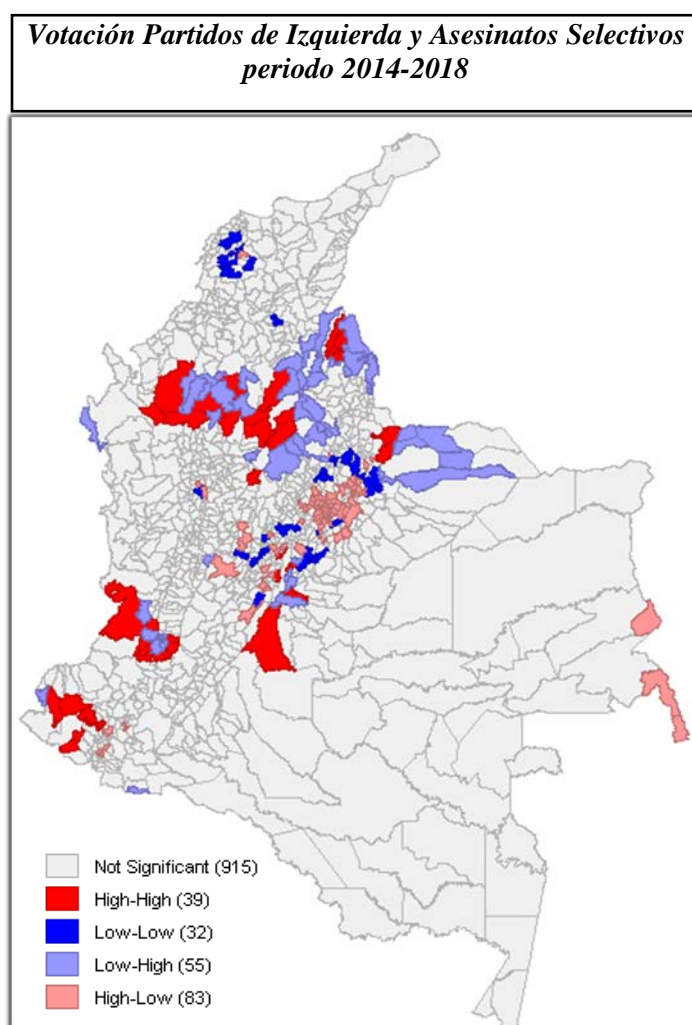 Votación Partidos de Izquierda y Asesinatos Selectivos
periodo 2014-2018
Not Significant (915)
High-High (39)
Low-Low (32)
Low-High (55)
High-Low (83)